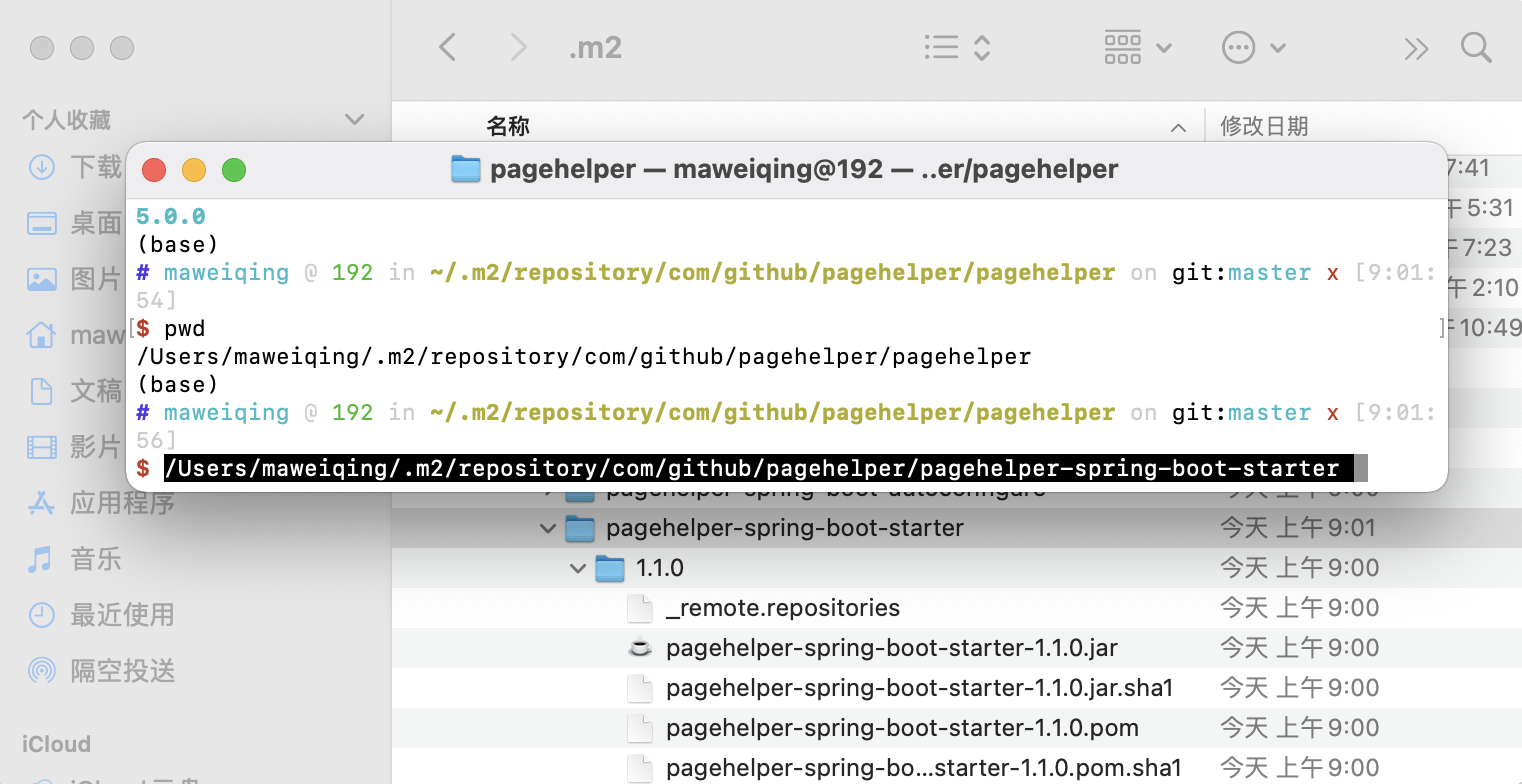 .m2
个人收藏
名称
修改日期
下载
桌面
图片
maw
文稿
影片
应用程序
音乐
最近使用
隔空投送
iCloud
7:41
午 5:31
午 7:23
午 2:10
午 10:49
pagehelper — maweiqing@192 — ..er/pagehelper
5.0.0
(base)
# maweiqing @ 192 in ~/.m2/repository/com/github/pagehelper/pagehelper on git:master x [9:01:
54]
[$ pwd ]
/Users/maweiqing/.m2/repository/com/github/pagehelper/pagehelper
(base)
# maweiqing @ 192 in ~/.m2/repository/com/github/pagehelper/pagehelper on git:master x [9:01:
56]
$ /Users/maweiqing/.m2/repository/com/github/pagehelper/pagehelper-spring-boot-starter
pagehelper-spring-boot-autoconfigure
pagehelper-spring-boot-starter 今天 上午 9:01
1.1.0 今天 上午 9:00
_remote.repositories 今天 上午 9:00
pagehelper-spring-boot-starter-1.1.0.jar 今天 上午 9:00
pagehelper-spring-boot-starter-1.1.0.jar.sha1 今天 上午 9:00
pagehelper-spring-boot-starter-1.1.0.pom 今天 上午 9:00
pagehelper-spring-bo...starter-1.1.0.pom.sha1 今天 上午 9:00